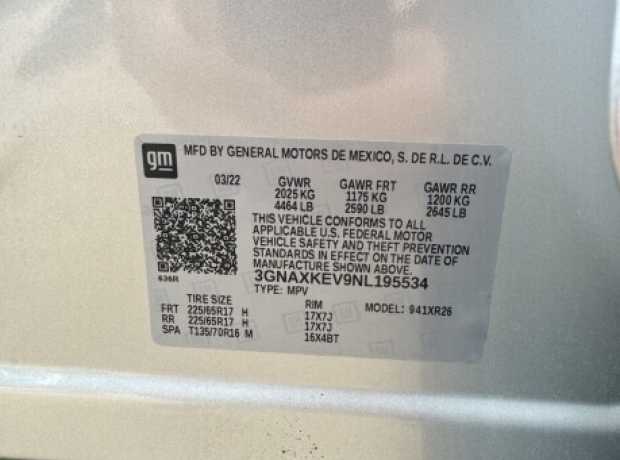 gm MFD BY GENERAL MOTORS DE MEXICO, S. DE R.L. DE C.V.
03/22 GVWR GAWR FRT GAWR RR
2025 KG 1175 KG 1200 KG
4464 LB 2590 LB 2645 LB
THIS VEHICLE CONFORMS TO ALL
APPLICABLE U.S. FEDERAL MOTOR
VEHICLE SAFETY AND THEFT PREVENTION
STANDARDS IN EFFECT ON THE DATE OF
MANUFACTURE SHOWN ABOVE.
3GNAXKEV9NL195534
636R
TYPE: MPV MODEL: 941XR26
TIRE SIZE RIM
FRT 225/65R17 H 17X7J
RR 225/65R17 H 17X7J
SPA T135/70R16 M 16X4BT